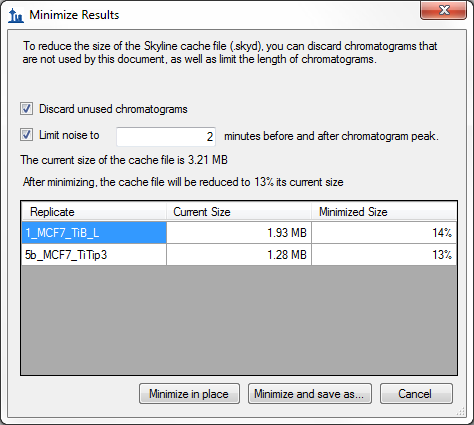 Minimize Results
To reduce the size of the Skyline cache file (.skyd), you can discard chromatograms that
are not used by this document, as well as limit the length of chromatograms.
Discard unused chromatograms
Limit noise to 2 minutes before and after chromatogram peak.
The current size of the cache file is 3.21 MB
After minimizing, the cache file will be reduced to 13% its current size
Replicate Current Size Minimized Size
1_MCF7_TiB_L 1.93 MB 14%
5b_MCF7_TiTip3 1.28 MB 13%
Minimize in place Minimize and save as... Cancel